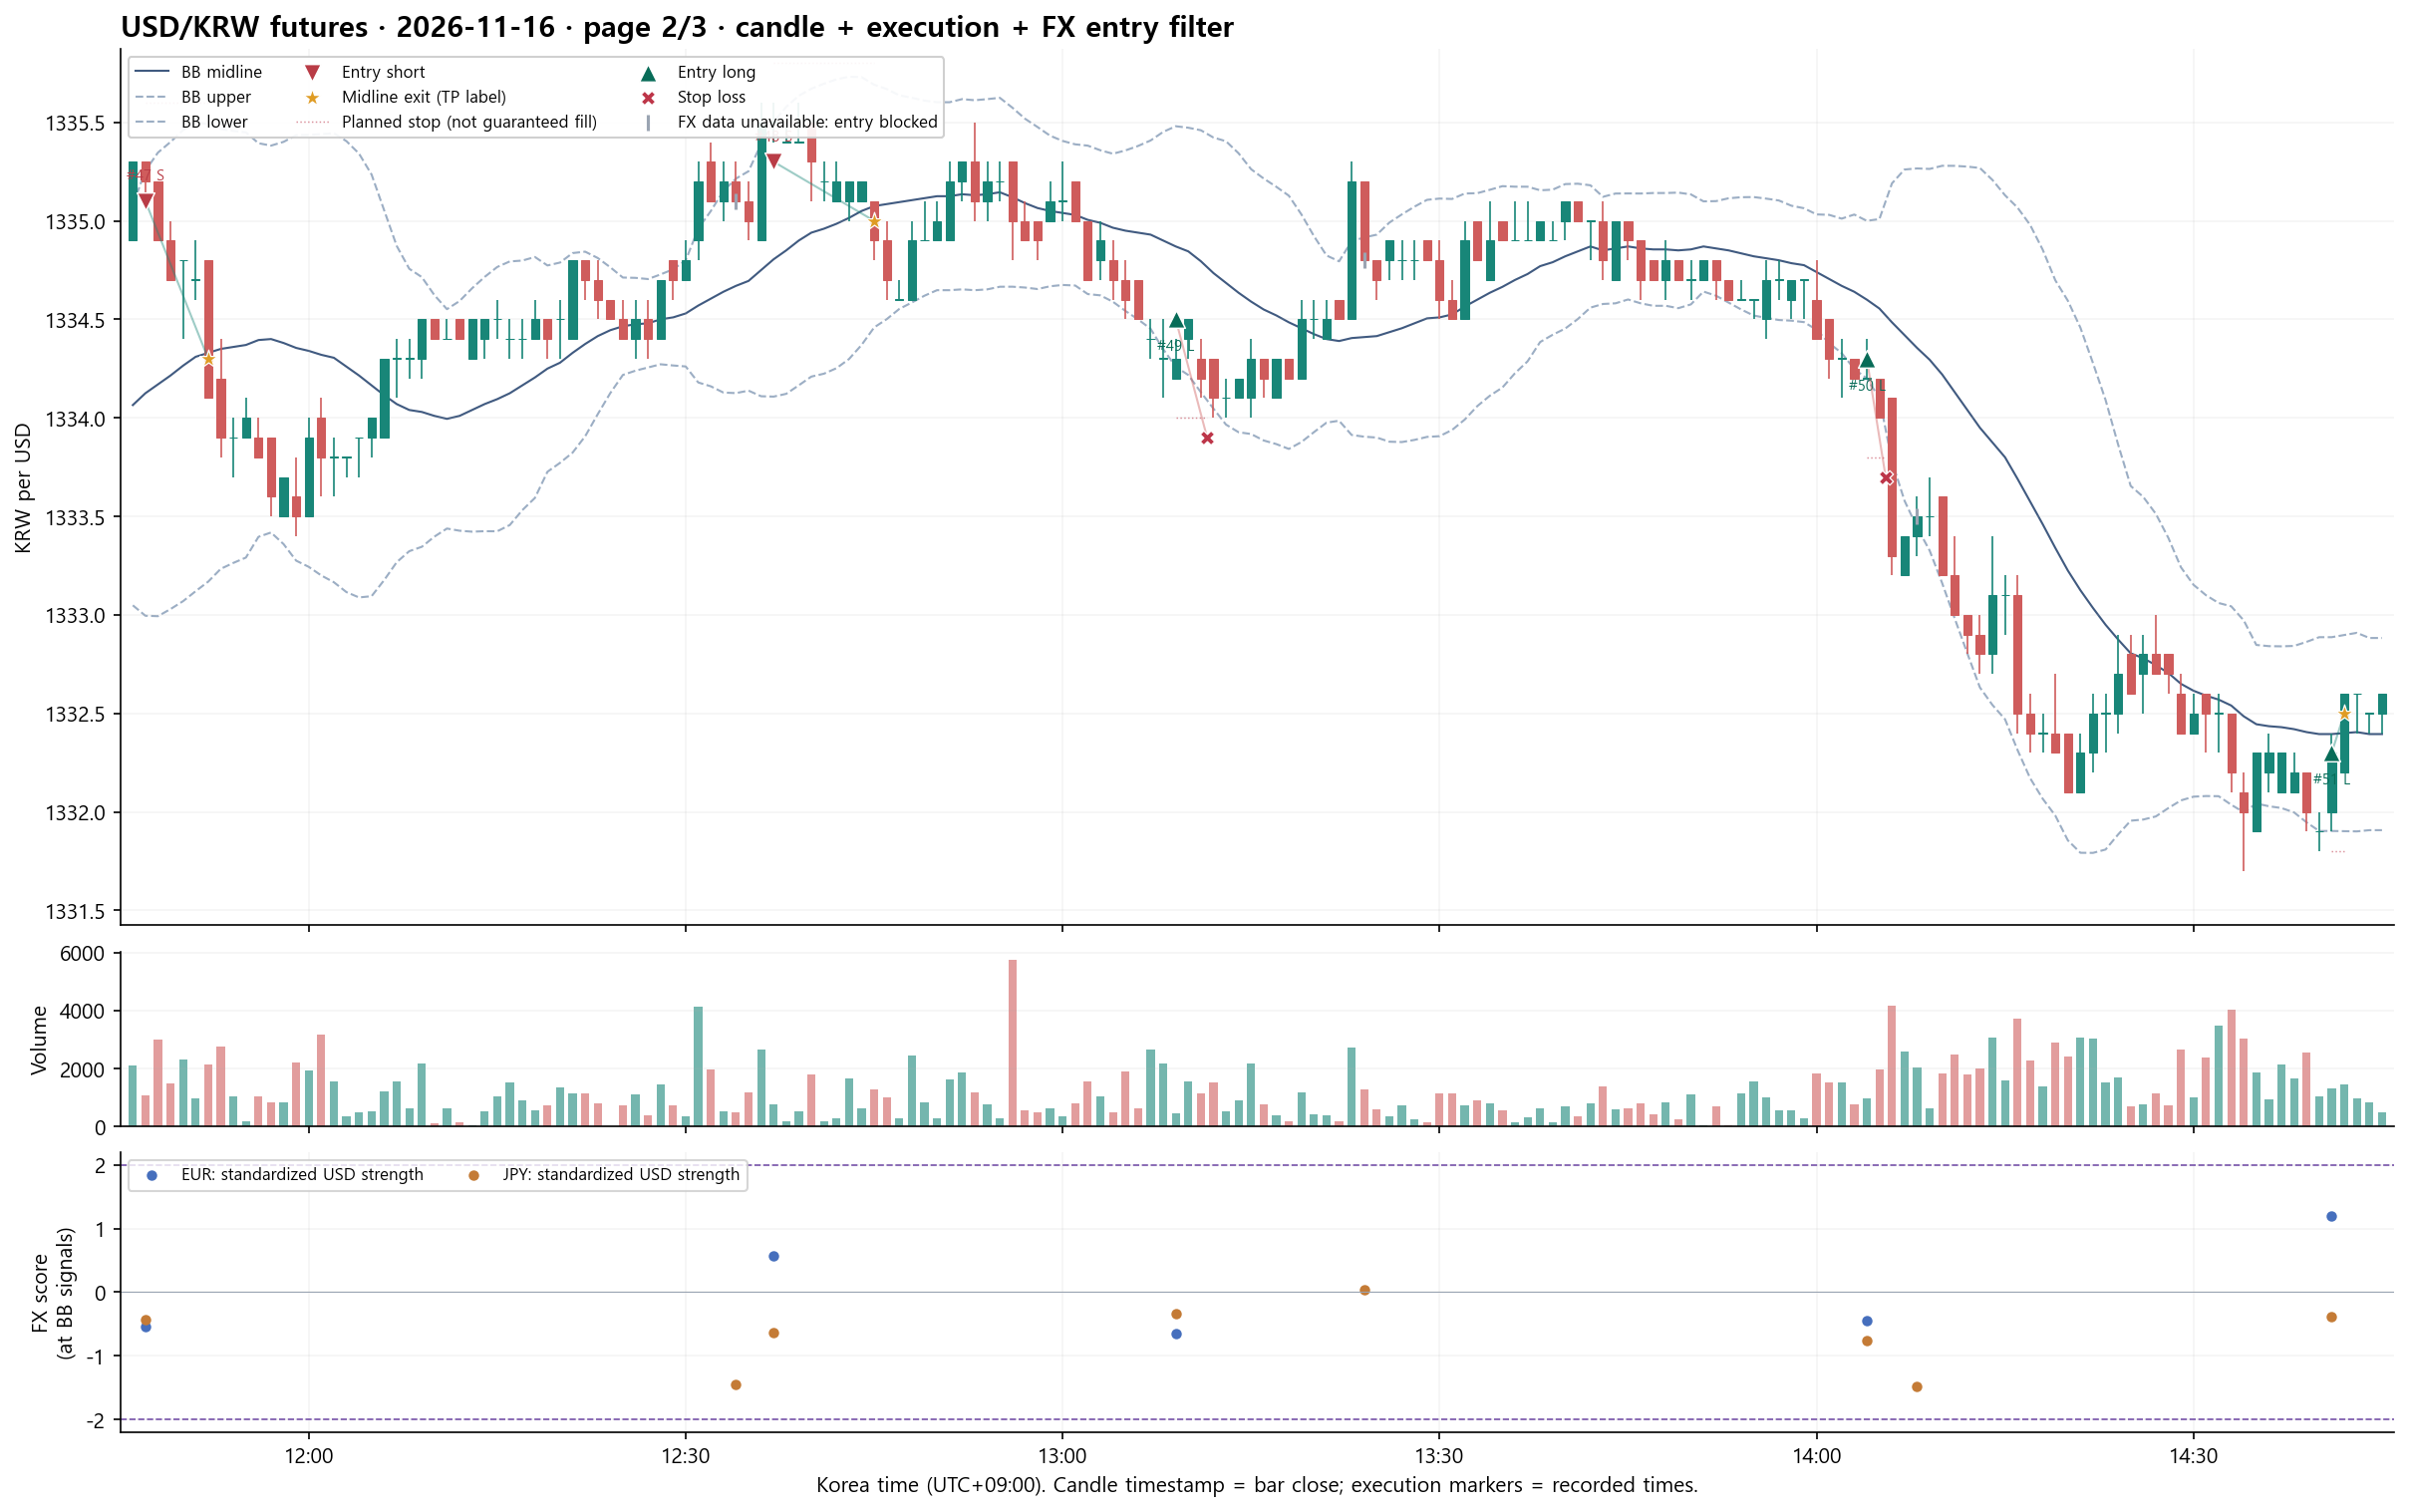 USD/KRW futures · 2026-11-16 · page 2/3 · candle + execution + FX entry filter
BB midline
BB upper
BB lower
Entry short
Midline exit (TP label)
Planned stop (not guaranteed fill)
Entry long
Stop loss
FX data unavailable: entry blocked
KRW per USD
1335.5
1335.0
1334.5
1334.0
1333.5
1333.0
1332.5
1332.0
1331.5
#47 S
#49 L
#50 L
Volume
6000
4000
2000
0
FX score
(at BB signals)
2
1
0
-1
-2
EUR: standardized USD strength
JPY: standardized USD strength
12:00
12:30
13:00
13:30
14:00
14:30
Korea time (UTC+09:00). Candle timestamp = bar close; execution markers = recorded times.